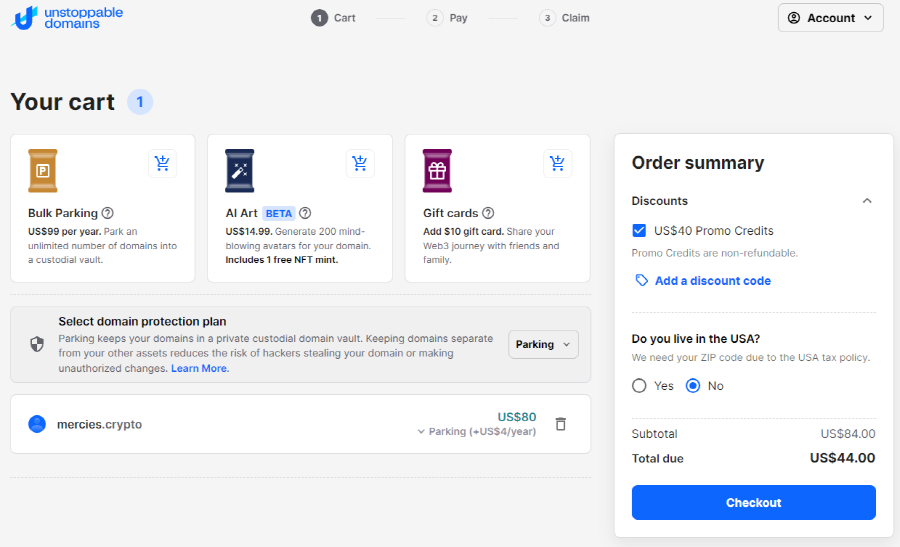 unstoppable
domains
1 Cart
2 Pay
3 Claim
Account
Your cart 1
Bulk Parking
US$99 per year. Park an
unlimited number of domains into
a custodial vault.
AI Art BETA
US$14.99. Generate 200 mind-
blowing avatars for your domain.
Includes 1 free NFT mint.
Gift cards
Add $10 gift card. Share your
Web3 journey with friends and
family.
Select domain protection plan
Parking keeps your domains in a private custodial domain vault. Keeping domains separate
from your other assets reduces the risk of hackers stealing your domain or making
unauthorized changes. Learn More.
Parking
mercies.crypto
US$80
Parking (+US$4/year)
Order summary
Discounts
US$40 Promo Credits
Promo Credits are non-refundable.
Add a discount code
Do you live in the USA?
We need your ZIP code due to the USA tax policy.
Yes No
Subtotal US$84.00
Total due US$44.00
Checkout